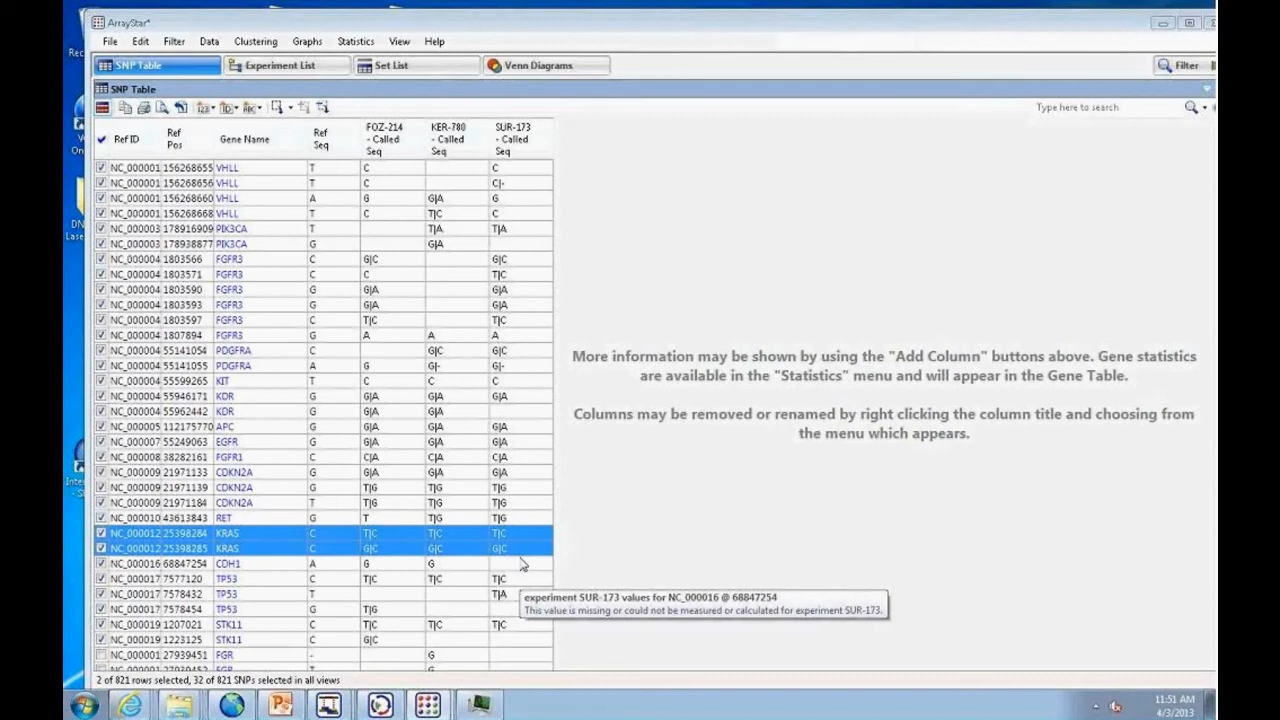 ArrayStar*
File Edit Filter Data Clustering Graphs Statistics View Help
SNP Table Experiment List Set List Venn Diagrams Filter
SNP Table
Type here to search
Ref ID Ref Pos Gene Name Ref Seq FOZ-214 - Called Seq KER-780 - Called Seq SUR-173 - Called Seq
NC_000001 156268655 VHLL T C C
NC_000001 156268656 VHLL T C C|-
NC_000001 156268660 VHLL A G G|A G
NC_000001 156268668 VHLL T C T|C C
NC_000003 178916909 PIK3CA T T|A T|A
NC_000003 178938877 PIK3CA G G|A
NC_000004 1803566 FGFR3 C G|C G|C
NC_000004 1803571 FGFR3 C C T|C
NC_000004 1803590 FGFR3 G G|A G|A
NC_000004 1803593 FGFR3 G G|A G|A
NC_000004 1803597 FGFR3 C T|C T|C
NC_000004 1807894 FGFR3 G A A A
NC_000004 55141054 PDGFRA C G|C G|C
NC_000004 55141055 PDGFRA A G G|- G|-
NC_000004 55599265 KIT T C C C
NC_000004 55946171 KDR G G|A G|A G|A
NC_000004 55962442 KDR G G|A G|A
NC_000005 112175770 APC G G|A G|A G|A
NC_000007 55249063 EGFR G G|A G|A G|A
NC_000008 38282161 FGFR1 C C|A C|A C|A
NC_000009 21971133 CDKN2A G G|A G|A G|A
NC_000009 21971139 CDKN2A G T|G T|G T|G
NC_000009 21971184 CDKN2A T T|G T|G T|G
NC_000010 43613843 RET G T T|G T|G
NC_000012 25398284 KRAS C T|C T|C T|C
NC_000012 25398285 KRAS C G|C G|C G|C
NC_000016 68847254 CDH1 A G G
NC_000017 7577120 TP53 C T|C T|C T|C
NC_000017 7578432 TP53 T T|A
NC_000017 7578454 TP53 G T|G
NC_000019 1207021 STK11 C T|C T|C T|C
NC_000019 1223125 STK11 C G|C
NC_000001 27939451 FGR - G
NC_000001 27939452 FGR T G
More information may be shown by using the "Add Column" buttons above. Gene statistics
are available in the "Statistics" menu and will appear in the Gene Table.
Columns may be removed or renamed by right clicking the column title and choosing from
the menu which appears.
experiment SUR-173 values for NC_000016 @ 68847254
This value is missing or could not be measured or calculated for experiment SUR-173.
2 of 821 rows selected, 32 of 821 SNPs selected in all views
11:51 AM
4/3/2013